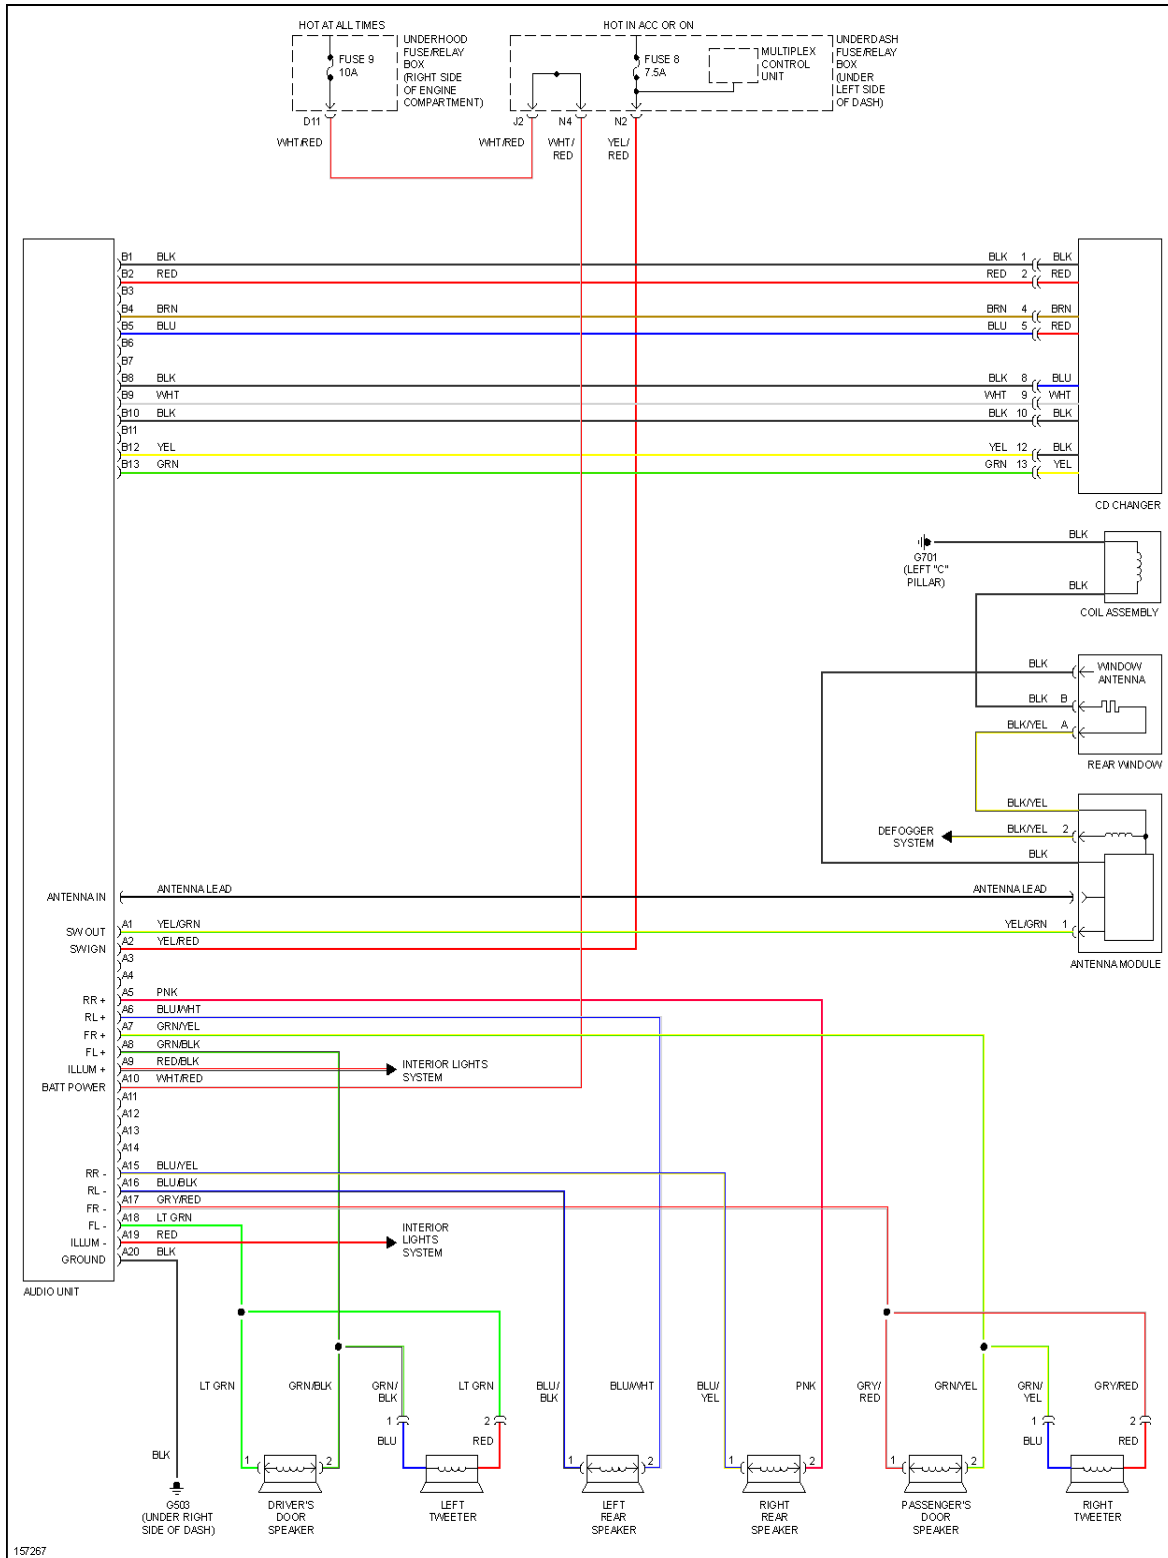 HOT AT ALL TIMES
HOT IN ACC OR ON
FUSE 9
10A
UNDERHOOD
FUSE/RELAY
BOX
(RIGHT SIDE
OF ENGINE
COMPARTMENT)
FUSE 8
7.5A
MULTIPLEX
CONTROL
UNIT
UNDERDASH
FUSE/RELAY
BOX
(UNDER
LEFT SIDE
OF DASH)
D11
J2
N4
N2
WHT/RED
WHT/RED
WHT/
RED
YEL/
RED
B1 BLK BLK 1 BLK
B2 RED RED 2 RED
B3
B4 BRN BRN 4 BRN
B5 BLU BLU 5 RED
B6
B7
B8 BLK BLK 8 BLU
B9 WHT WHT 9 WHT
B10 BLK BLK 10 BLK
B11
B12 YEL YEL 12 BLK
B13 GRN GRN 13 YEL
CD CHANGER
BLK
G701
(LEFT "C"
PILLAR)
BLK
COIL ASSEMBLY
BLK
WINDOW
ANTENNA
BLK B
BLK/YEL A
REAR WINDOW
BLK/YEL
DEFOGGER
SYSTEM
BLK/YEL 2
BLK
ANTENNA IN ANTENNA LEAD ANTENNA LEAD
SW OUT A1 YEL/GRN YEL/GRN 1
SW IGN A2 YEL/RED
A3
ANTENNA MODULE
A4
RR + A5 PNK
RL + A6 BLU/WHT
FR + A7 GRN/YEL
FL + A8 GRN/BLK
ILLUM + A9 RED/BLK
INTERIOR LIGHTS
SYSTEM
BATT POWER A10 WHT/RED
A11
A12
A13
A14
RR - A15 BLU/YEL
RL - A16 BLU/BLK
FR - A17 GRY/RED
FL - A18 LT GRN
ILLUM - A19 RED
INTERIOR
LIGHTS
SYSTEM
GROUND A20 BLK
AUDIO UNIT
LT GRN
GRN/BLK
GRN/
BLK
LT GRN
BLU/
BLK
BLU/WHT
BLU/
YEL
PNK
GRY/
RED
GRN/YEL
GRN/
YEL
GRY/RED
1 2 1 2
BLU RED BLU RED
BLK
1 2 1 2 1 2 1 2
G503
(UNDER RIGHT
SIDE OF DASH)
DRIVER'S
DOOR
SPEAKER
LEFT
TWEETER
LEFT
REAR
SPEAKER
RIGHT
REAR
SPEAKER
PASSENGER'S
DOOR
SPEAKER
RIGHT
TWEETER
157267